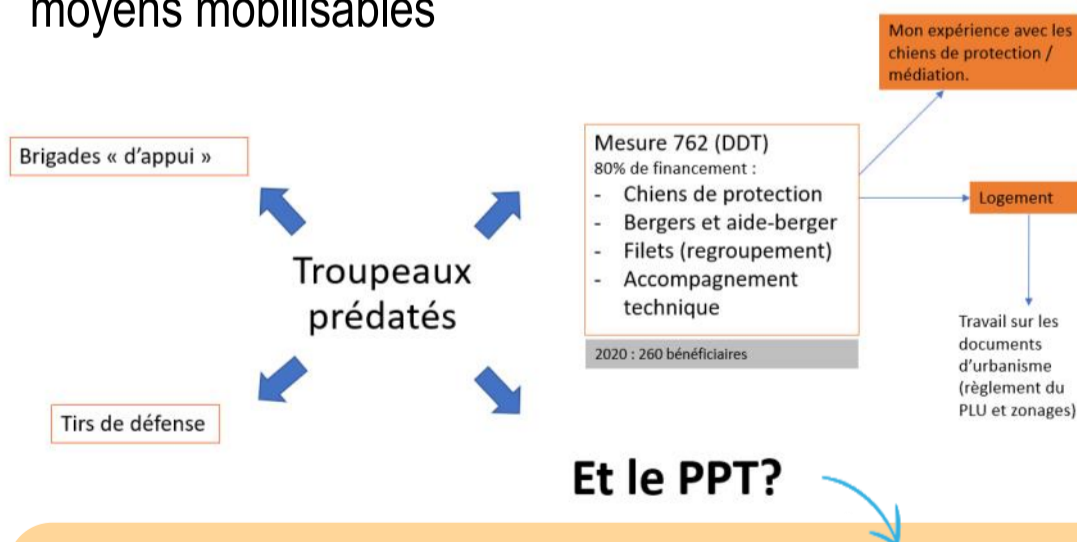 moyens mobilisables
Mon expérience avec les
chiens de protection /
médiation.
Brigades « d'appui »
Mesure 762 (DDT)
80% de financement :
- Chiens de protection
- Bergers et aide-berger
- Filets (regroupement)
- Accompagnement
technique
Logement
Troupeaux
prédatés
2020 : 260 bénéficiaires
Travail sur les
documents
d'urbanisme
(règlement du
PLU et zonages)
Tirs de défense
Et le PPT?